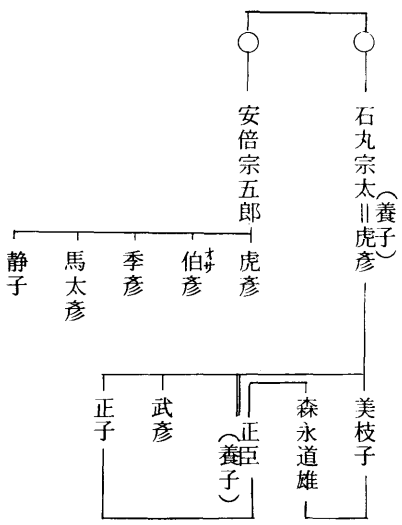 石丸宗太＝虎彦
（養子）
安倍宗五郎
虎彦
伯彦
オサ
季彦
馬太彦
静子
美枝子
森永道雄
正臣
（養子）
武彦
正子